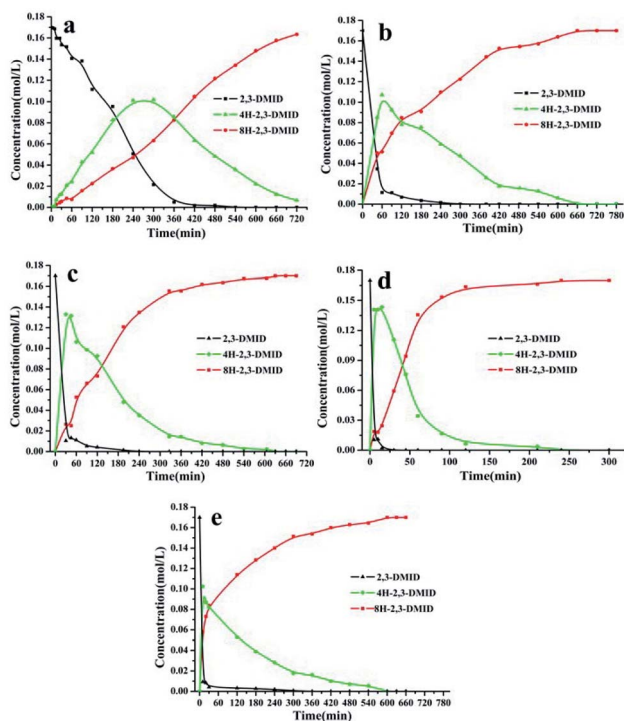 a
Concentration(mol/L)
0.18
0.16
0.14
0.12
0.10
0.08
0.06
0.04
0.02
0.00
2,3-DMID
4H-2,3-DMID
8H-2,3-DMID
0 60 120 180 240 300 360 420 480 540 600 660 720
Time(min)
b
Concentration(mol/L)
0.18
0.16
0.14
0.12
0.10
0.08
0.06
0.04
0.02
0.00
2,3-DMID
4H-2,3-DMID
8H-2,3-DMID
0 60 120 180 240 300 360 420 480 540 600 660 720 780
Time(min)
c
Concentration(mol/L)
0.18
0.16
0.14
0.12
0.10
0.08
0.06
0.04
0.02
0.00
2,3-DMID
4H-2,3-DMID
8H-2,3-DMID
0 60 120 180 240 300 360 420 480 540 600 660 720
Time(min)
d
Concentration(mol/L)
0.18
0.15
0.12
0.09
0.06
0.03
0.00
2,3-DMID
4H-2,3-DMID
8H-2,3-DMID
0 50 100 150 200 250 300
Time(min)
e
Concentration(mol/L)
0.18
0.16
0.14
0.12
0.10
0.08
0.06
0.04
0.02
0.00
2,3-DMID
4H-2,3-DMID
8H-2,3-DMID
0 60 120 180 240 300 360 420 480 540 600 660 720 780
Time(min)